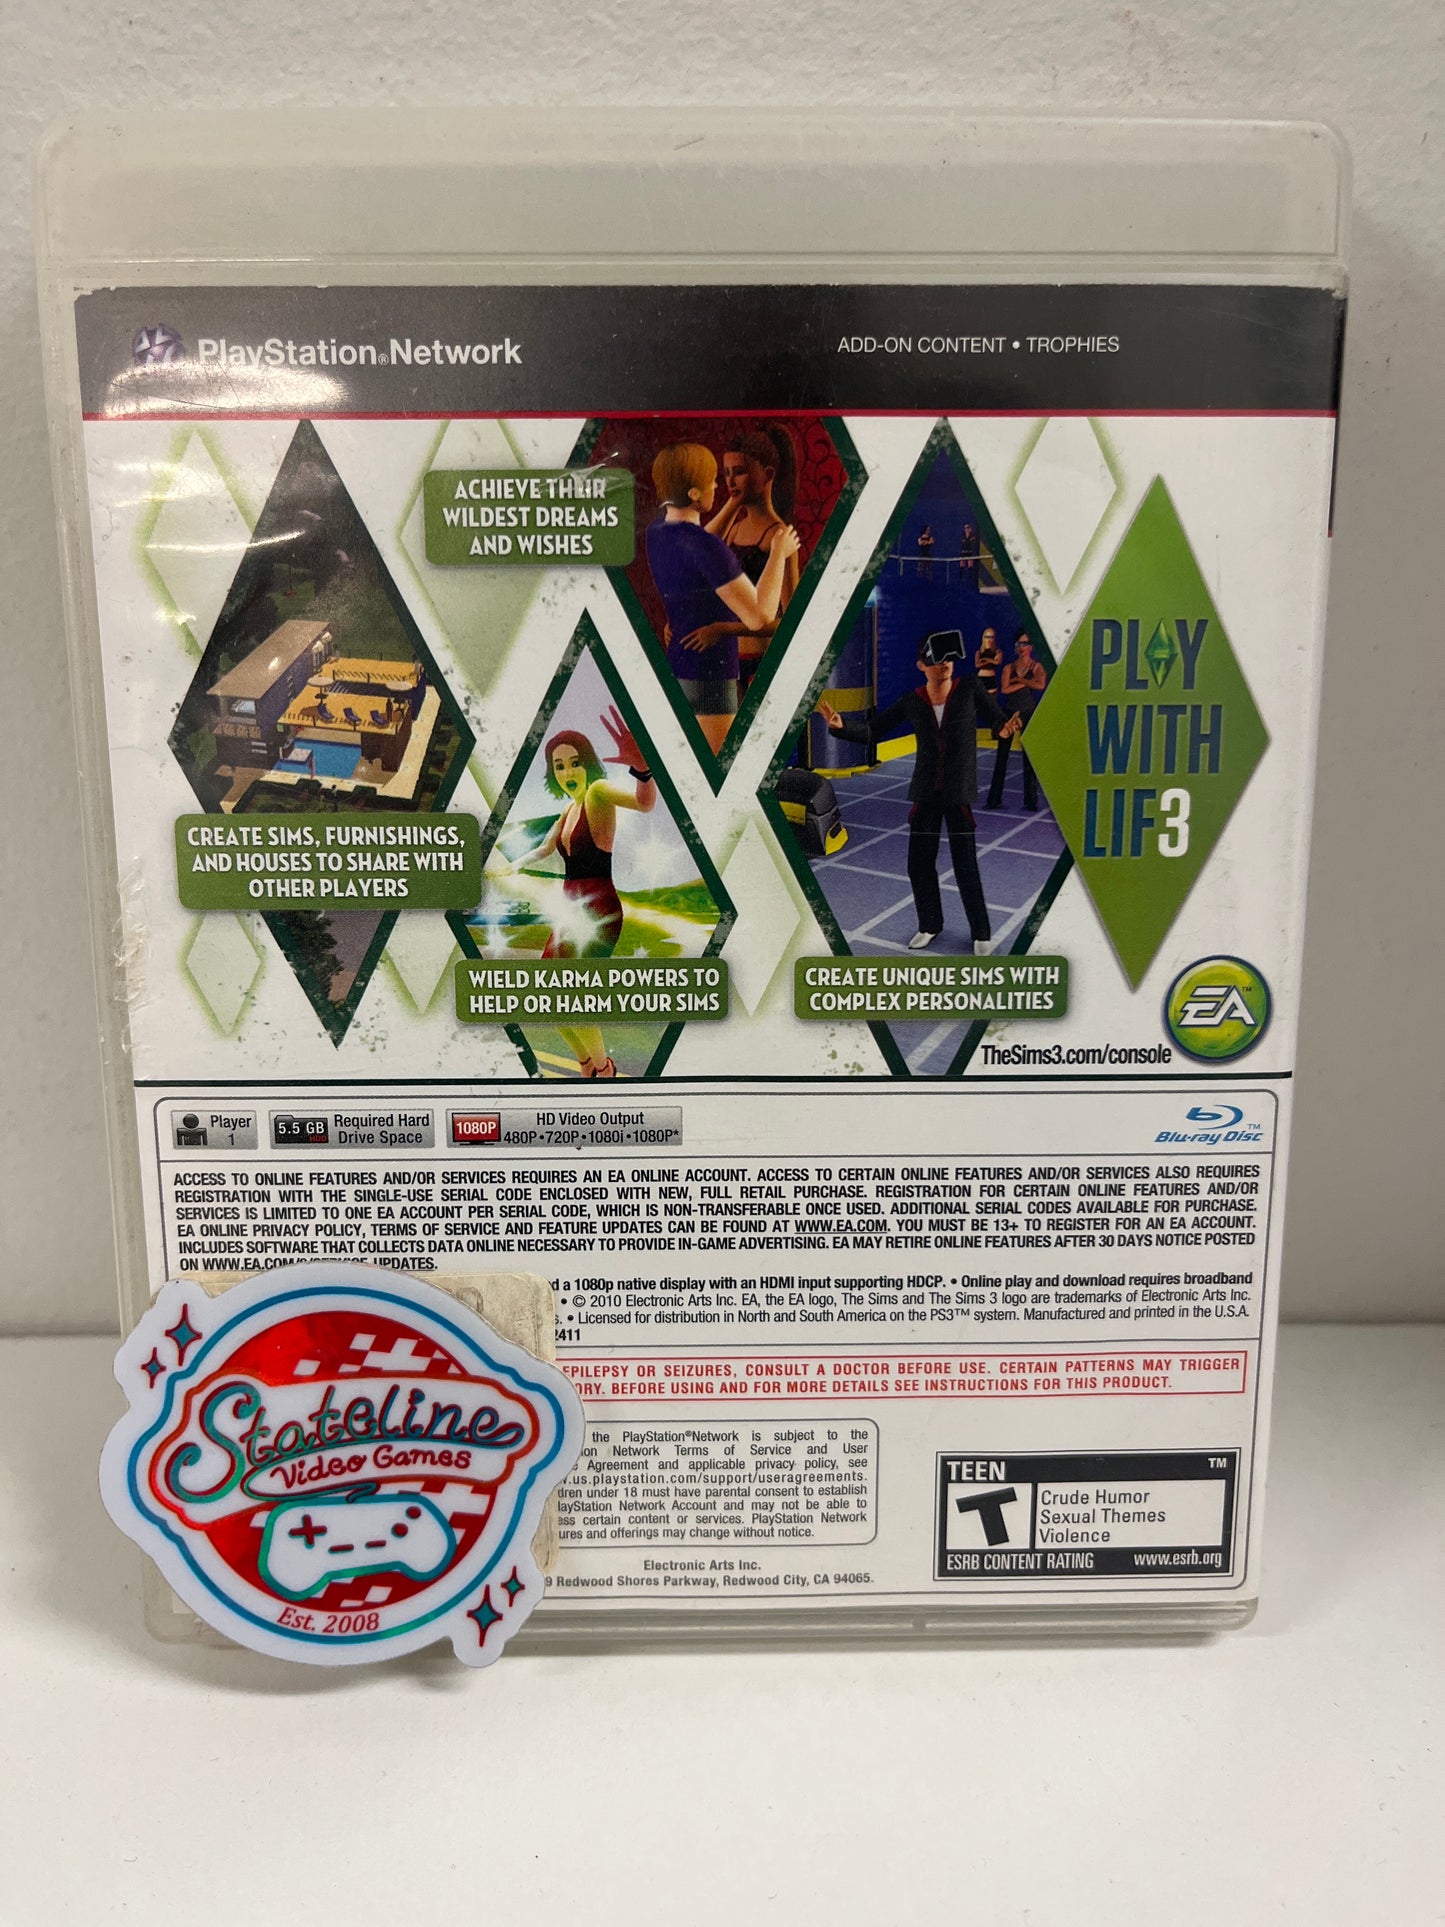 PlayStation®Network
ADD-ON CONTENT • TROPHIES
ACHIEVE THEIR
WILDEST DREAMS
AND WISHES
PLAY
WITH
LIF3
CREATE SIMS, FURNISHINGS,
AND HOUSES TO SHARE WITH
OTHER PLAYERS
WIELD KARMA POWERS TO
HELP OR HARM YOUR SIMS
CREATE UNIQUE SIMS WITH
COMPLEX PERSONALITIES
EA™
TheSims3.com/console
Player
1
5.5 GB
HDD
Required Hard
Drive Space
1080P
HD Video Output
480P•720P•1080i•1080P*
Blu-ray Disc™
ACCESS TO ONLINE FEATURES AND/OR SERVICES REQUIRES AN EA ONLINE ACCOUNT. ACCESS TO CERTAIN ONLINE FEATURES AND/OR SERVICES ALSO REQUIRES
REGISTRATION WITH THE SINGLE-USE SERIAL CODE ENCLOSED WITH NEW, FULL RETAIL PURCHASE. REGISTRATION FOR CERTAIN ONLINE FEATURES AND/OR
SERVICES IS LIMITED TO ONE EA ACCOUNT PER SERIAL CODE, WHICH IS NON-TRANSFERABLE ONCE USED. ADDITIONAL SERIAL CODES AVAILABLE FOR PURCHASE.
EA ONLINE PRIVACY POLICY, TERMS OF SERVICE AND FEATURE UPDATES CAN BE FOUND AT WWW.EA.COM. YOU MUST BE 13+ TO REGISTER FOR AN EA ACCOUNT.
INCLUDES SOFTWARE THAT COLLECTS DATA ONLINE NECESSARY TO PROVIDE IN-GAME ADVERTISING. EA MAY RETIRE ONLINE FEATURES AFTER 30 DAYS NOTICE POSTED
ON WWW.EA.COM/2/SERVICE-UPDATES.
d a 1080p native display with an HDMI input supporting HDCP. • Online play and download requires broadband
• © 2010 Electronic Arts Inc. EA, the EA logo, The Sims and The Sims 3 logo are trademarks of Electronic Arts Inc.
s. • Licensed for distribution in North and South America on the PS3™ system. Manufactured and printed in the U.S.A.
2411
EPILEPSY OR SEIZURES, CONSULT A DOCTOR BEFORE USE. CERTAIN PATTERNS MAY TRIGGER
ORY. BEFORE USING AND FOR MORE DETAILS SEE INSTRUCTIONS FOR THIS PRODUCT.
the PlayStation®Network is subject to the
on Network Terms of Service and User
Agreement and applicable privacy policy, see
.us.playstation.com/support/useragreements.
dren under 18 must have parental consent to establish
layStation Network Account and may not be able to
ess certain content or services. PlayStation Network
ures and offerings may change without notice.
Electronic Arts Inc.
9 Redwood Shores Parkway, Redwood City, CA 94065.
TEEN ™
T
Crude Humor
Sexual Themes
Violence
ESRB CONTENT RATING www.esrb.org
Stateline
Video Games
Est. 2008